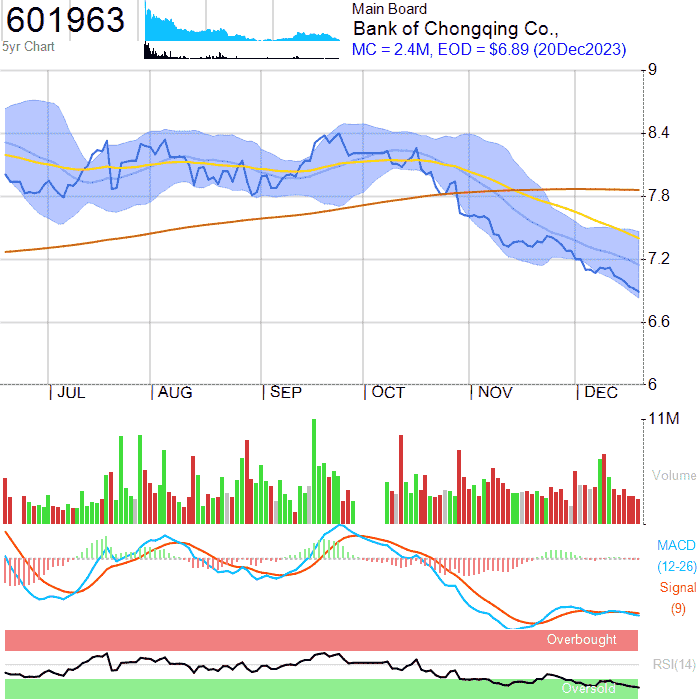 601963
5yr Chart
Main Board
Bank of Chongqing Co.,
MC = 2.4M, EOD = $6.89 (20Dec2023)
9
8.4
7.8
7.2
6.6
6
JUL AUG SEP OCT NOV DEC
11M
Volume
MACD
(12-26)
Signal
(9)
Overbought
RSI(14)
Oversold